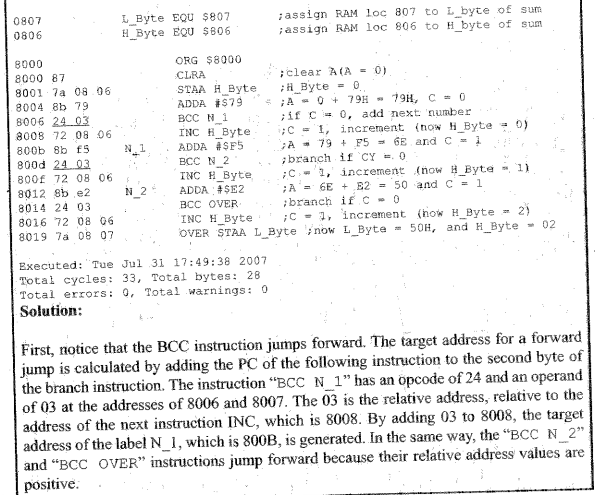 0807 L_Byte EQU $807 ;assign RAM loc 807 to L_byte of sum
0806 H_Byte EQU $806 ;assign RAM loc 806 to H_byte of sum
8000 ORG $8000
8000 87 CLRA ;clear A(A = 0)
8001 7a 08 06 STAA H_Byte ;H_Byte = 0
8004 8b 79 ADDA #$79 ;A = 0 + 79H = 79H, C = 0
8006 24 03 BCC N_1 ;if C = 0, add next number
8008 72 08 06 INC H_Byte ;C = 1, increment (now H_Byte = 0)
800b 8b f5 N_1 ADDA #$F5 ;A = 79 + F5 = 6E and C = 1
800d 24 03 BCC N_2 ;branch if CY = 0
800f 72 08 06 INC H_Byte ;C = 1, increment (now H_Byte = 1)
8012 8b e2 N_2 ADDA #$E2 ;A = 6E + E2 = 50 and C = 1
8014 24 03 BCC OVER ;branch if C = 0
8016 72 08 06 INC H_Byte ;C = 1, increment (now H_Byte = 2)
8019 7a 08 07 OVER STAA L_Byte ;now L_Byte = 50H, and H_Byte = 02
Executed: Tue Jul 31 17:49:38 2007
Total cycles: 33, Total bytes: 28
Total errors: 0, Total warnings: 0
Solution:
First, notice that the BCC instruction jumps forward. The target address for a forward
jump is calculated by adding the PC of the following instruction to the second byte of
the branch instruction. The instruction “BCC N_1” has an opcode of 24 and an operand
of 03 at the addresses of 8006 and 8007. The 03 is the relative address, relative to the
address of the next instruction INC, which is 8008. By adding 03 to 8008, the target
address of the label N_1, which is 800B, is generated. In the same way, the “BCC N_2”
and “BCC OVER” instructions jump forward because their relative address values are
positive.